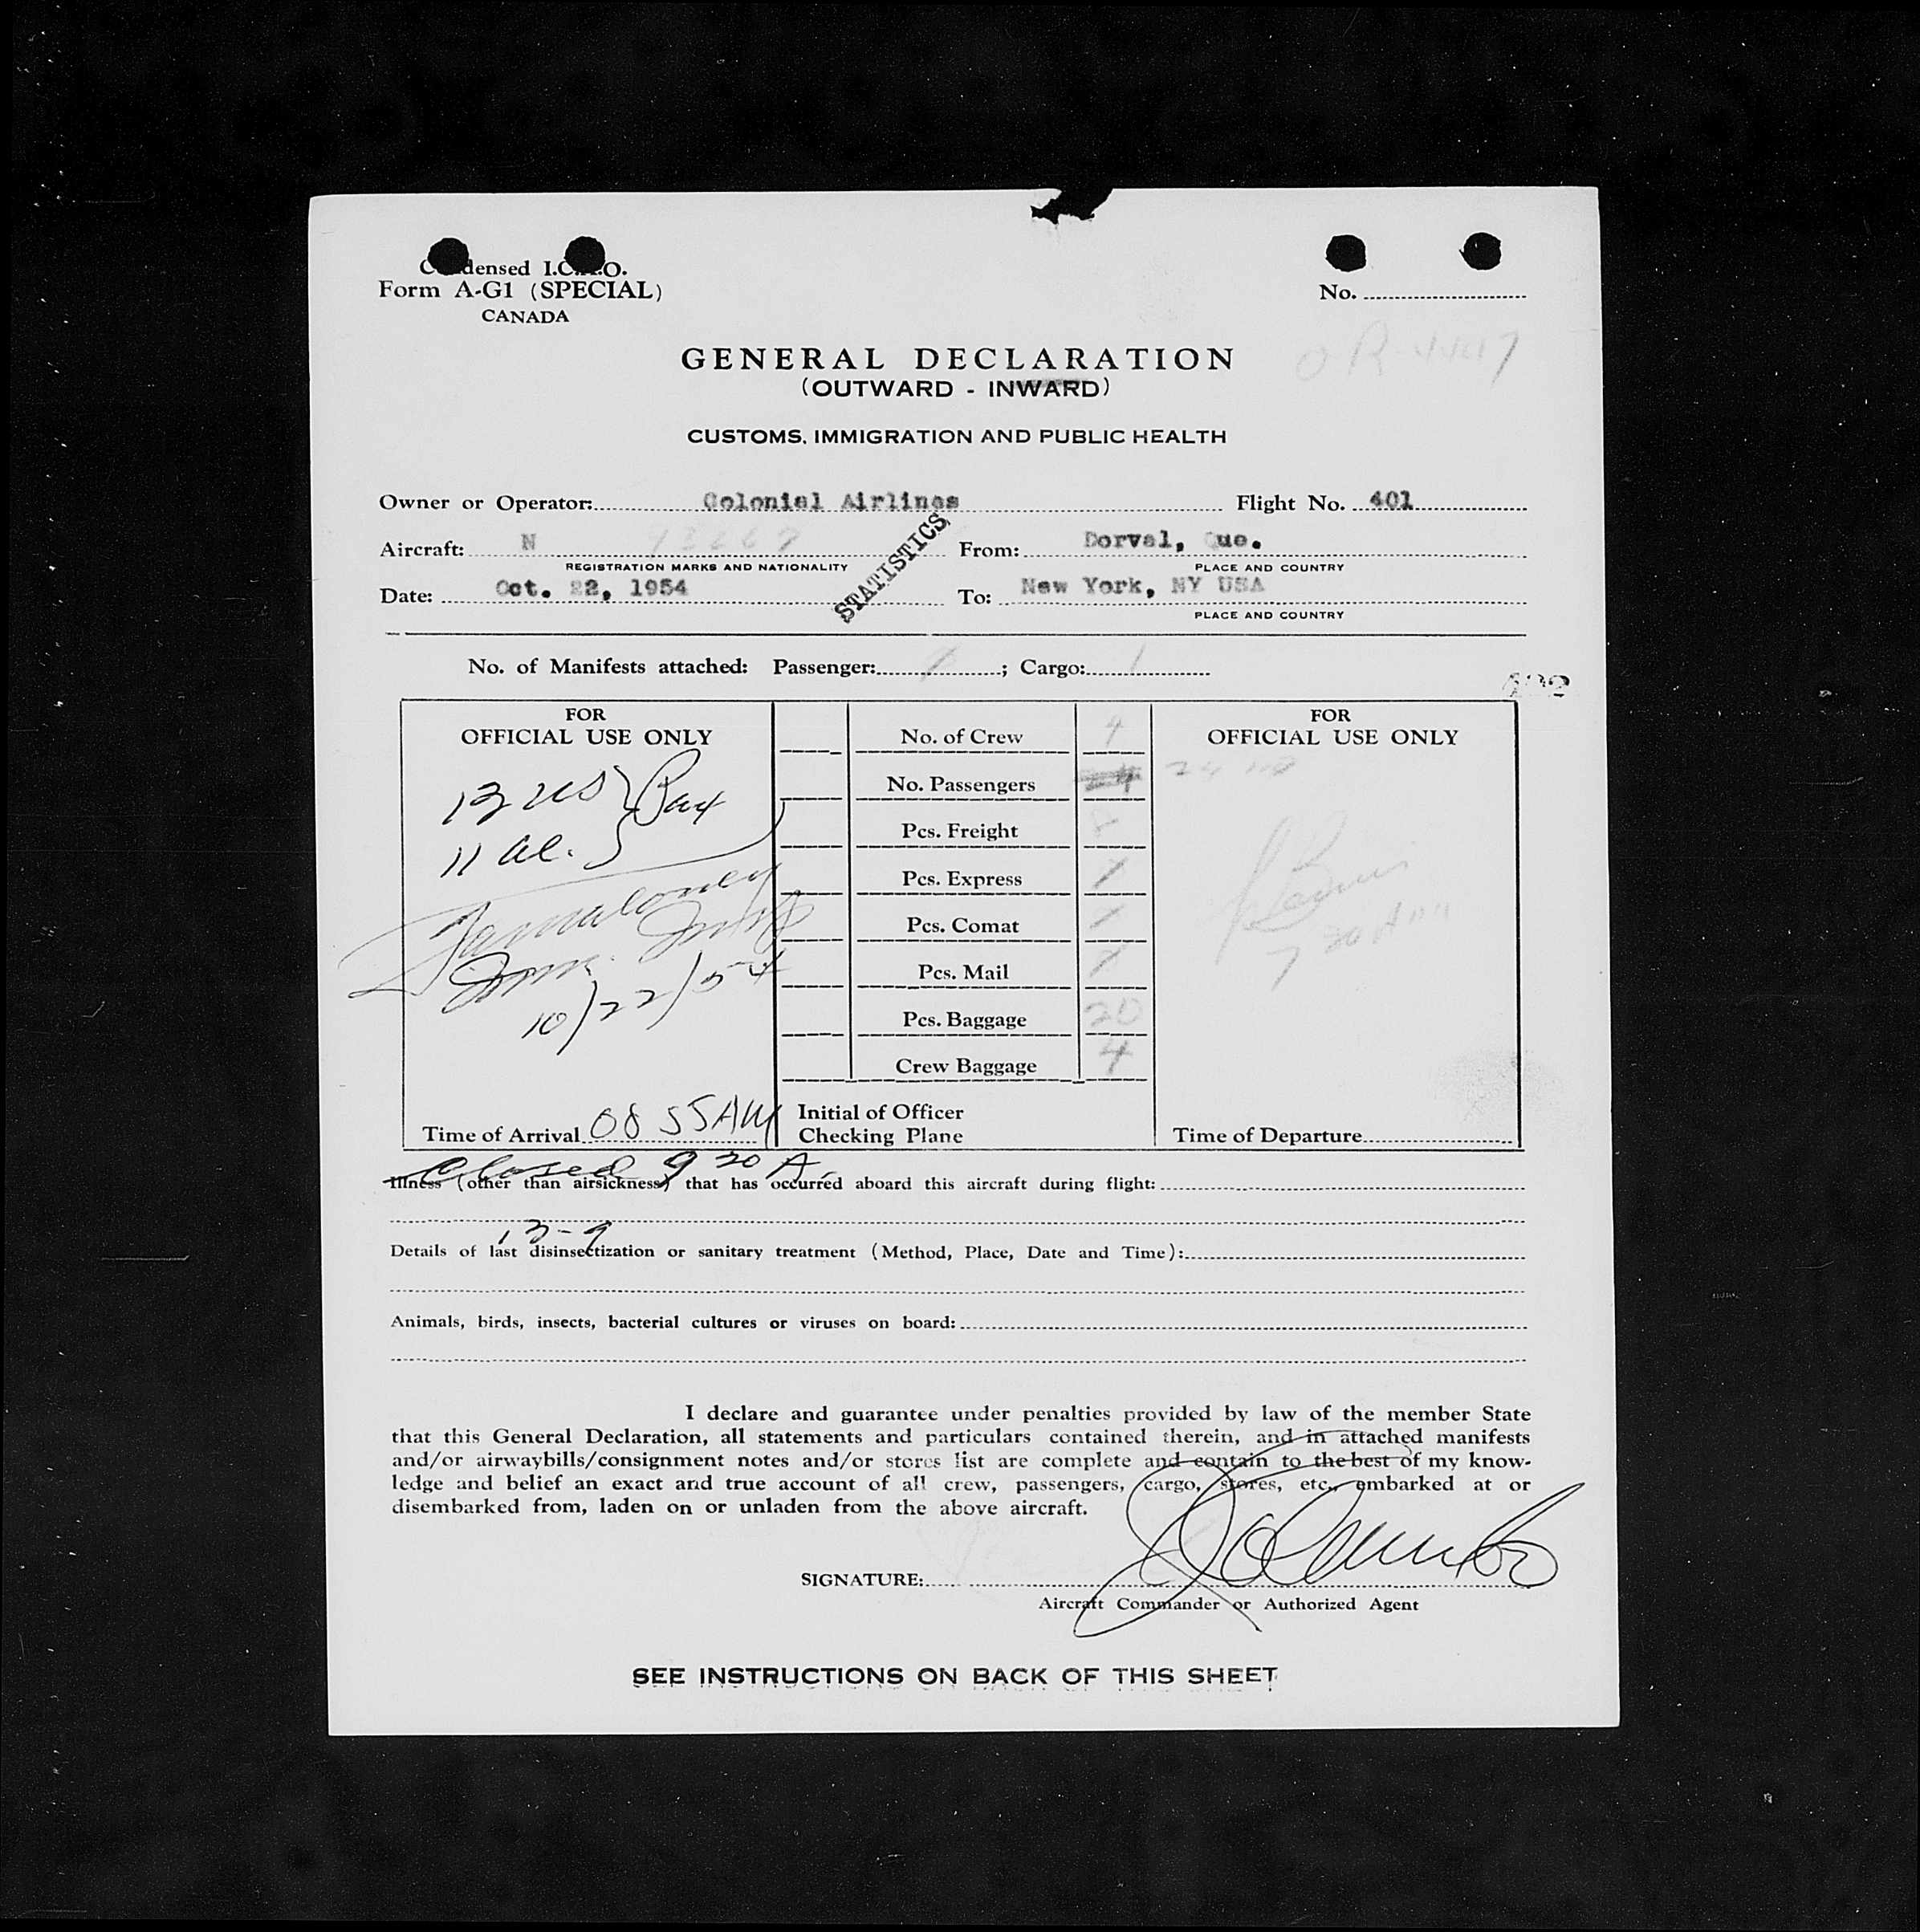 Condensed I.C.A.O.
Form A-G1 (SPECIAL)
CANADA
No.
GENERAL DECLARATION
(OUTWARD - INWARD)
CUSTOMS, IMMIGRATION AND PUBLIC HEALTH
Owner or Operator: Colonial Airlines Flight No. 401
Aircraft: N From: Dorval, Que.
REGISTRATION MARKS AND NATIONALITY PLACE AND COUNTRY
STATISTICS
Date: Oct. 22, 1954 To: New York, NY USA
PLACE AND COUNTRY
No. of Manifests attached: Passenger: ; Cargo: 1
FOR
OFFICIAL USE ONLY
13 US } Pax
11 al.
10/22/54
Time of Arrival 08 55 AM
No. of Crew 4
No. Passengers
Pcs. Freight
Pcs. Express
Pcs. Comat
Pcs. Mail
Pcs. Baggage 20
Crew Baggage 4
Initial of Officer
Checking Plane
FOR
OFFICIAL USE ONLY
Time of Departure
Closed 9 30 A
Illness (other than airsickness) that has occurred aboard this aircraft during flight:
13-9
Details of last disinsectization or sanitary treatment (Method, Place, Date and Time):
Animals, birds, insects, bacterial cultures or viruses on board:
I declare and guarantee under penalties provided by law of the member State
that this General Declaration, all statements and particulars contained therein, and in attached manifests
and/or airwaybills/consignment notes and/or stores list are complete and contain to the best of my know-
ledge and belief an exact and true account of all crew, passengers, cargo, stores, etc., embarked at or
disembarked from, laden on or unladen from the above aircraft.
SIGNATURE:
Aircraft Commander or Authorized Agent
SEE INSTRUCTIONS ON BACK OF THIS SHEET